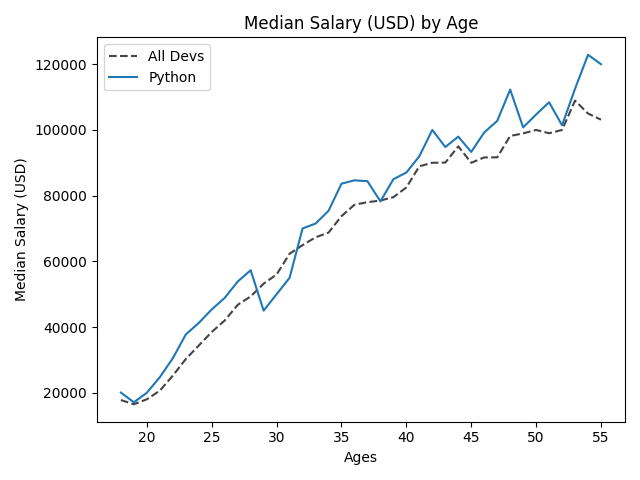 Median Salary (USD) by Age
All Devs
Python
120000
100000
80000
60000
40000
20000
Median Salary (USD)
20 25 30 35 40 45 50 55
Ages